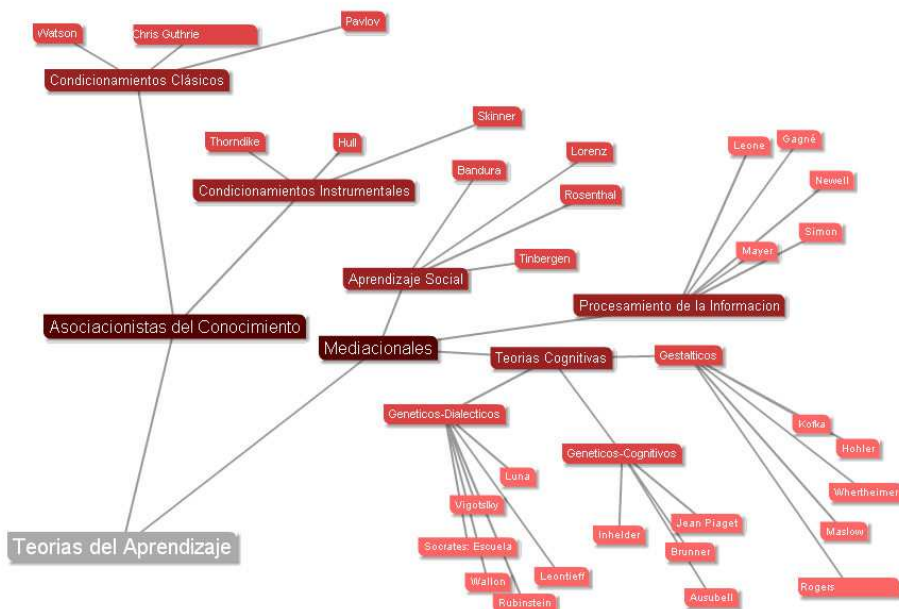 Watson
Chris Guthrie
Pavlov
Condicionamientos Clásicos
Thorndike
Hull
Skinner
Condicionamientos Instrumentales
Bandura
Lorenz
Rosenthal
Tinbergen
Aprendizaje Social
Leone
Gagné
Newell
Simon
Mayer
Procesamiento de la Informacion
Asociacionistas del Conocimiento
Mediacionales
Teorias Cognitivas
Gestalticos
Geneticos-Dialecticos
Geneticos-Cognitivos
Kofka
Hohler
Whertheimer
Maslow
Rogers
Luna
Vigotslky
Socrates: Escuela
Wallon
Rubinstein
Leontieff
Inhelder
Jean Piaget
Brunner
Ausubell
Teorias del Aprendizaje